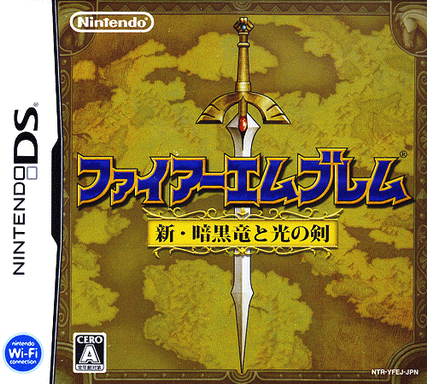 Nintendo
NINTENDO DS
ファイアーエムブレム®
新・暗黒竜と光の剣
Nintendo
Wi-Fi
connection
CERO
A
NTR-YFEJ-JPN